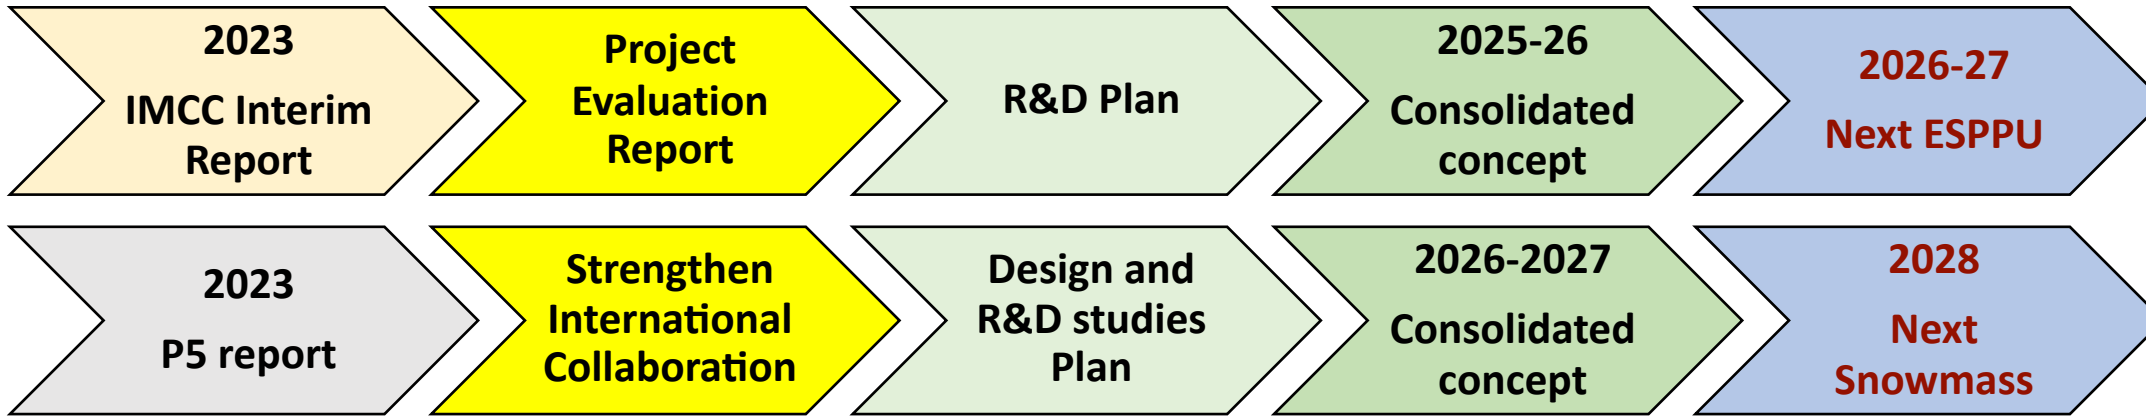 2023
IMCC Interim
Report
Project
Evaluation
Report
R&D Plan
2025-26
Consolidated
concept
2026-27
Next ESPPU
2023
P5 report
Strengthen
International
Collaboration
Design and
R&D studies
Plan
2026-2027
Consolidated
concept
2028
Next
Snowmass